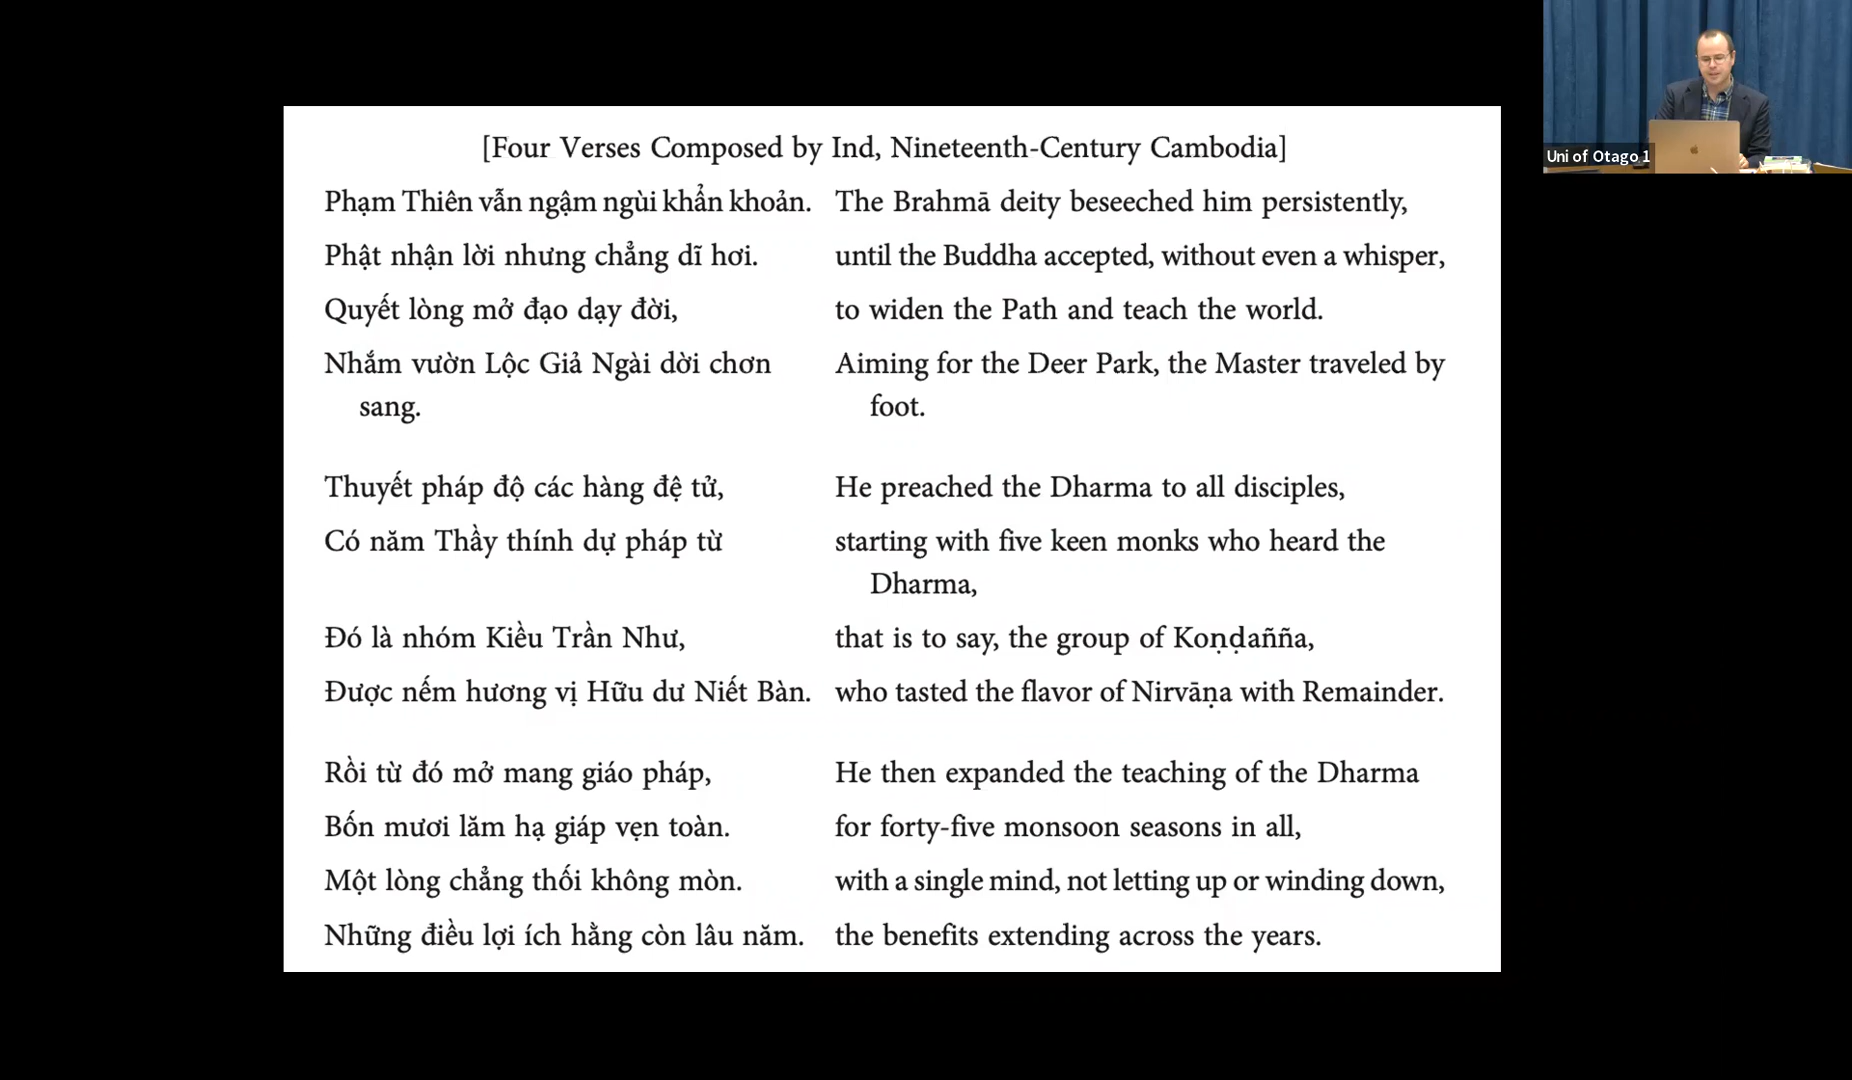 [Four Verses Composed by Ind, Nineteenth-Century Cambodia]
Phạm Thiên vẫn ngậm ngùi khẩn khoản.
The Brahmā deity beseeched him persistently,
Phật nhận lời nhưng chẳng dĩ hơi.
until the Buddha accepted, without even a whisper,
Quyết lòng mở đạo dạy đời,
to widen the Path and teach the world.
Nhắm vườn Lộc Giả Ngài dời chơn
sang.
Aiming for the Deer Park, the Master traveled by
foot.
Thuyết pháp độ các hàng đệ tử,
He preached the Dharma to all disciples,
Có năm Thầy thính dự pháp từ
starting with five keen monks who heard the
Dharma,
Đó là nhóm Kiều Trần Như,
that is to say, the group of Koṇḍañña,
Được nếm hương vị Hữu dư Niết Bàn.
who tasted the flavor of Nirvāṇa with Remainder.
Rồi từ đó mở mang giáo pháp,
He then expanded the teaching of the Dharma
Bốn mươi lăm hạ giáp vẹn toàn.
for forty-five monsoon seasons in all,
Một lòng chẳng thối không mòn.
with a single mind, not letting up or winding down,
Những điều lợi ích hằng còn lâu năm.
the benefits extending across the years.
Uni of Otago 1